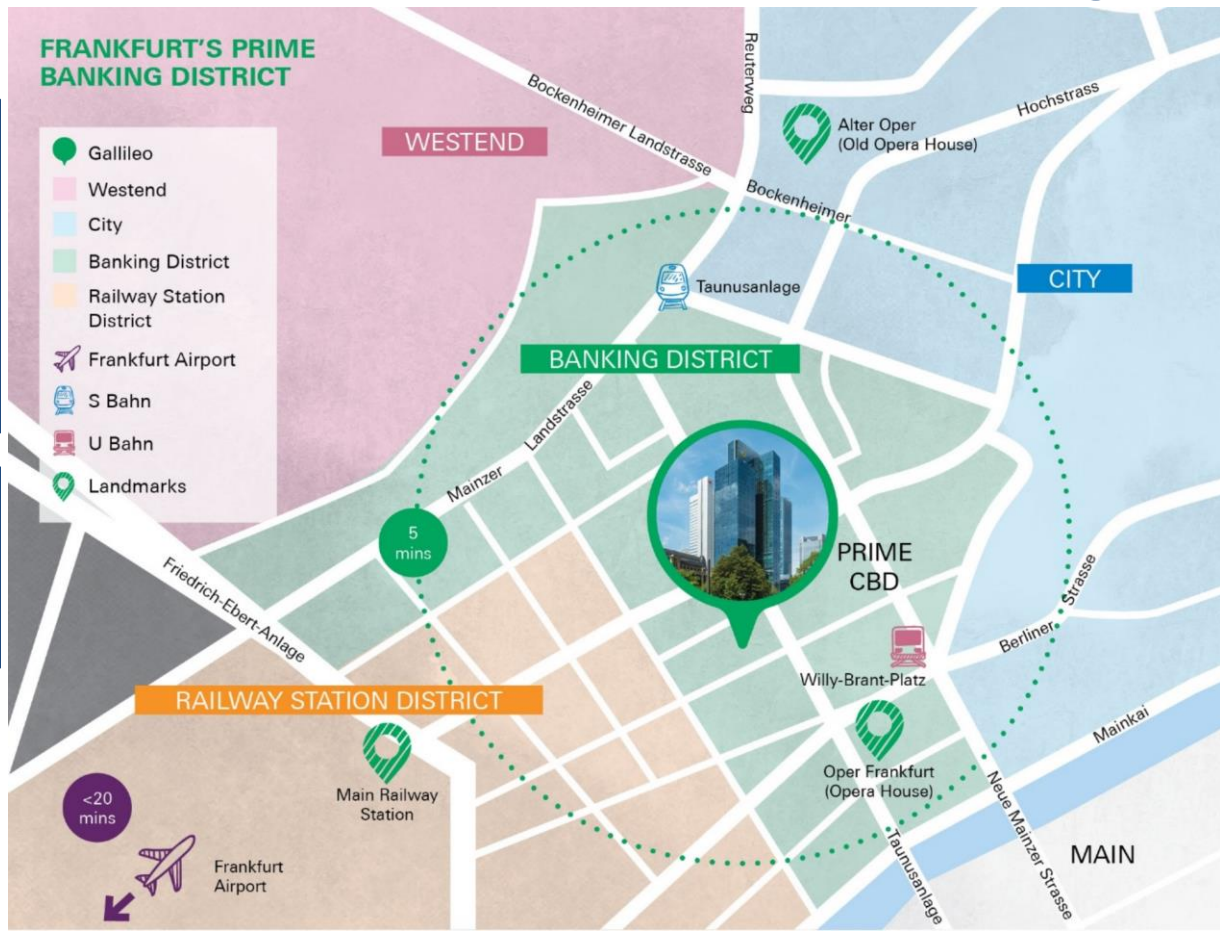 FRANKFURT'S PRIME
BANKING DISTRICT
Gallileo
Westend
City
Banking District
Railway Station
District
Frankfurt Airport
S Bahn
U Bahn
Landmarks
WESTEND
Bockenheimer Landstrasse
Reuterweg
Alter Oper
(Old Opera House)
Hochstrass
Bockenheimer
Taunusanlage
CITY
BANKING DISTRICT
Mainzer
Landstrasse
5
mins
PRIME
CBD
Friedrich-Ebert-Anlage
Berliner
Strasse
Willy-Brant-Platz
RAILWAY STATION DISTRICT
Main Railway
Station
Oper Frankfurt
(Opera House)
Mainkai
<20
mins
Frankfurt
Airport
Taunusanlage
Neue Mainzer Strasse
MAIN